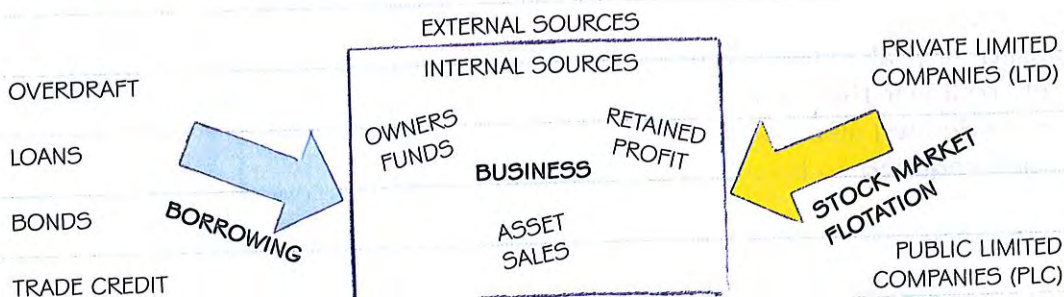 EXTERNAL SOURCES
INTERNAL SOURCES
OVERDRAFT
LOANS
BONDS
TRADE CREDIT
BORROWING
OWNERS
FUNDS
RETAINED
PROFIT
BUSINESS
ASSET
SALES
PRIVATE LIMITED
COMPANIES (LTD)
STOCK MARKET
FLOTATION
PUBLIC LIMITED
COMPANIES (PLC)